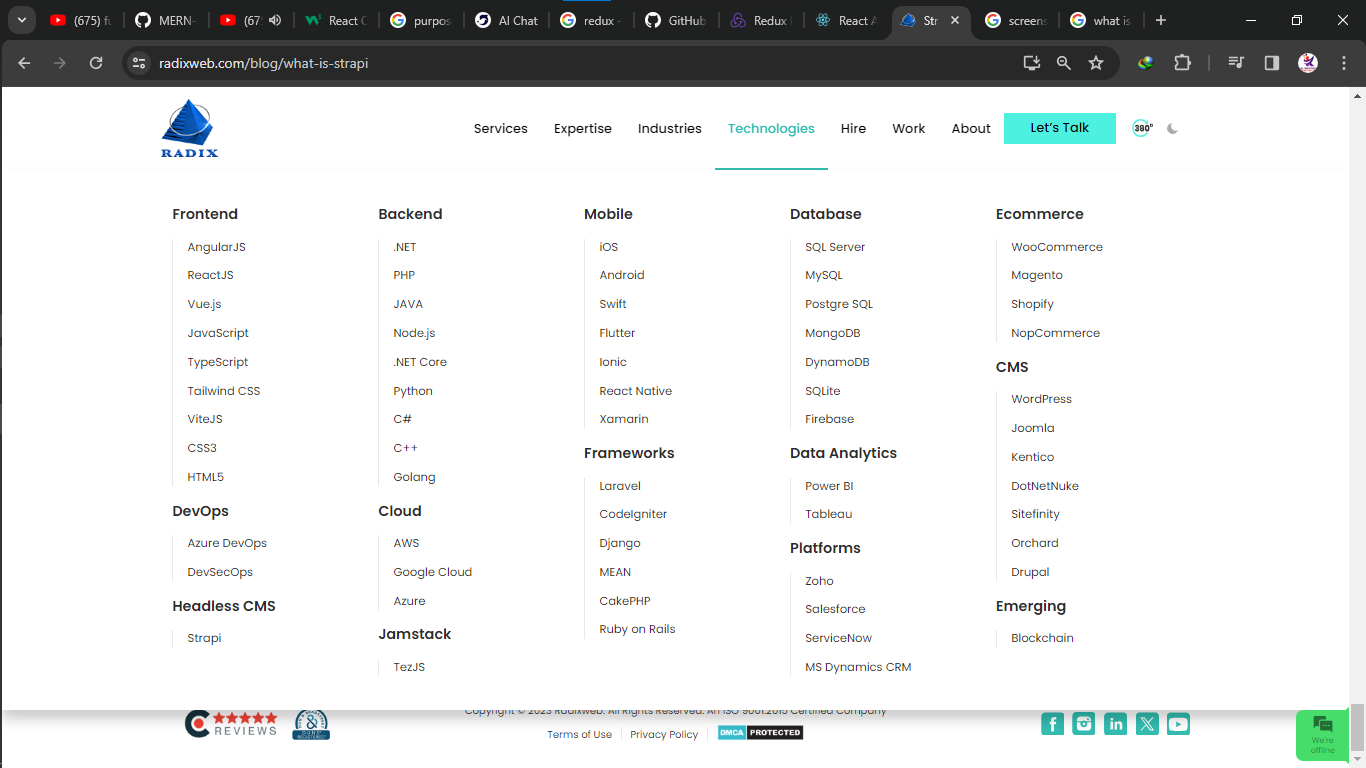 (675) fu
MERN-
(675
React C
purpos
AI Chat
redux -
GitHub
Redux
React A
Str
screens
what is
radixweb.com/blog/what-is-strapi
RADIX
Services
Expertise
Industries
Technologies
Hire
Work
About
Let's Talk
360°
Frontend
AngularJS
ReactJS
Vue.js
JavaScript
TypeScript
Tailwind CSS
ViteJS
CSS3
HTML5
DevOps
Azure DevOps
DevSecOps
Headless CMS
Strapi
Backend
.NET
PHP
JAVA
Node.js
.NET Core
Python
C#
C++
Golang
Cloud
AWS
Google Cloud
Azure
Jamstack
TezJS
Mobile
iOS
Android
Swift
Flutter
Ionic
React Native
Xamarin
Frameworks
Laravel
CodeIgniter
Django
MEAN
CakePHP
Ruby on Rails
Database
SQL Server
MySQL
Postgre SQL
MongoDB
DynamoDB
SQLite
Firebase
Data Analytics
Power BI
Tableau
Platforms
Zoho
Salesforce
ServiceNow
MS Dynamics CRM
Ecommerce
WooCommerce
Magento
Shopify
NopCommerce
CMS
WordPress
Joomla
Kentico
DotNetNuke
Sitefinity
Orchard
Drupal
Emerging
Blockchain
REVIEWS
Copyright © 2023 Radixweb. All Rights Reserved. An ISO 9001:2015 Certified Company
Terms of Use
Privacy Policy
DMCA PROTECTED
We're
offline